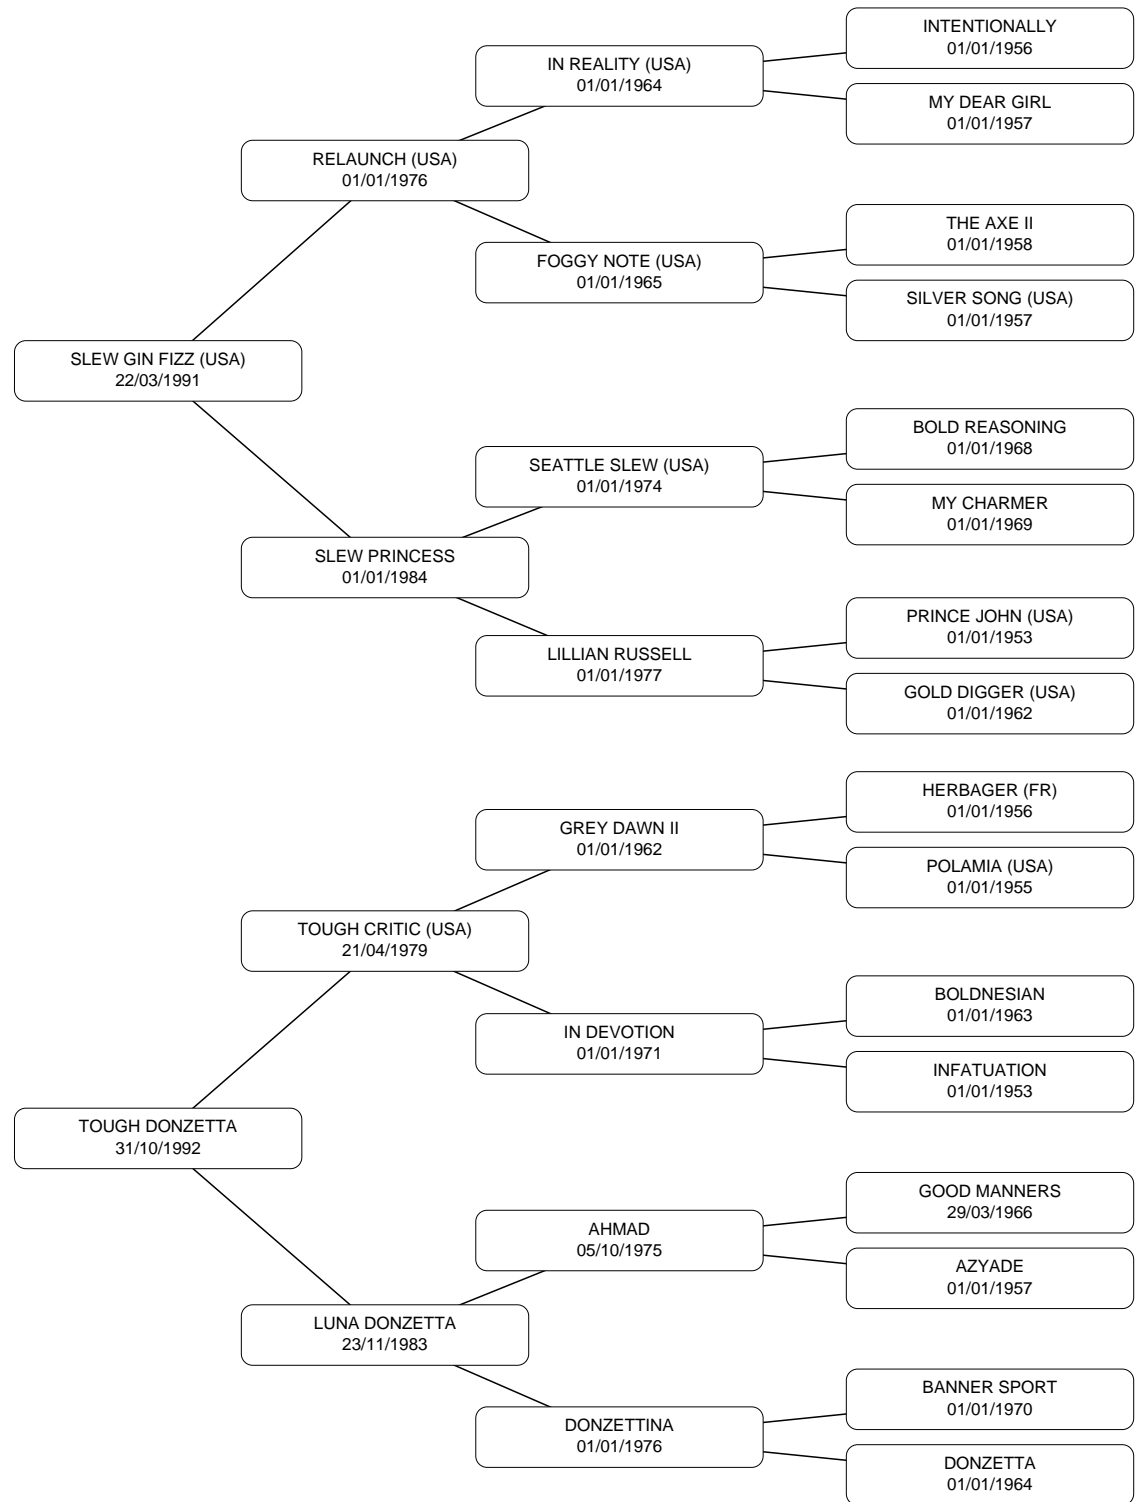 INTENTIONALLY
01/01/1956
IN REALITY (USA)
01/01/1964
MY DEAR GIRL
01/01/1957
RELAUNCH (USA)
01/01/1976
THE AXE II
01/01/1958
FOGGY NOTE (USA)
01/01/1965
SILVER SONG (USA)
01/01/1957
SLEW GIN FIZZ (USA)
22/03/1991
BOLD REASONING
01/01/1968
SEATTLE SLEW (USA)
01/01/1974
MY CHARMER
01/01/1969
SLEW PRINCESS
01/01/1984
PRINCE JOHN (USA)
01/01/1953
LILLIAN RUSSELL
01/01/1977
GOLD DIGGER (USA)
01/01/1962
HERBAGER (FR)
01/01/1956
GREY DAWN II
01/01/1962
POLAMIA (USA)
01/01/1955
TOUGH CRITIC (USA)
21/04/1979
BOLDNESIAN
01/01/1963
IN DEVOTION
01/01/1971
INFATUATION
01/01/1953
TOUGH DONZETTA
31/10/1992
GOOD MANNERS
29/03/1966
AHMAD
05/10/1975
AZYADE
01/01/1957
LUNA DONZETTA
23/11/1983
BANNER SPORT
01/01/1970
DONZETTINA
01/01/1976
DONZETTA
01/01/1964